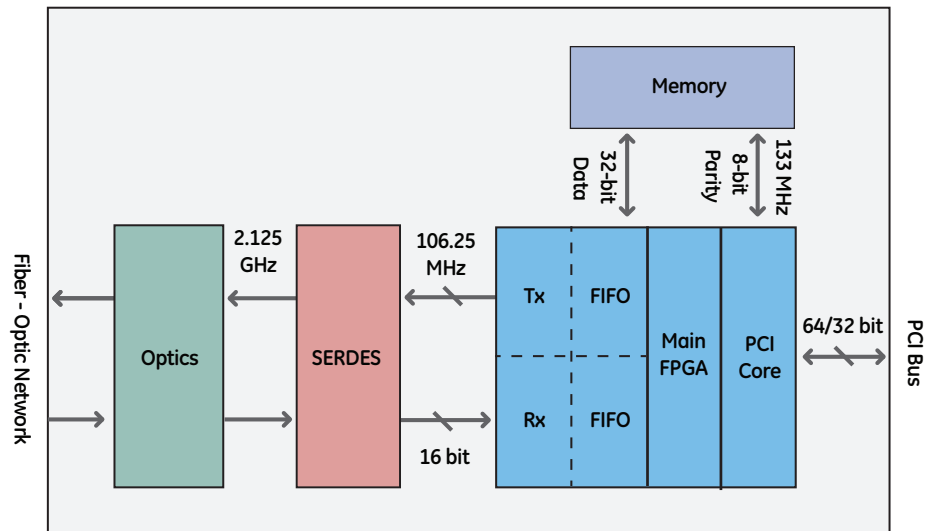 Memory
32-bit
Data
133 MHz
8-bit
Parity
Fiber - Optic Network
2.125
GHz
106.25
MHz
Optics
SERDES
16 bit
Tx
FIFO
Rx
FIFO
Main
FPGA
PCI
Core
64/32 bit
PCI Bus